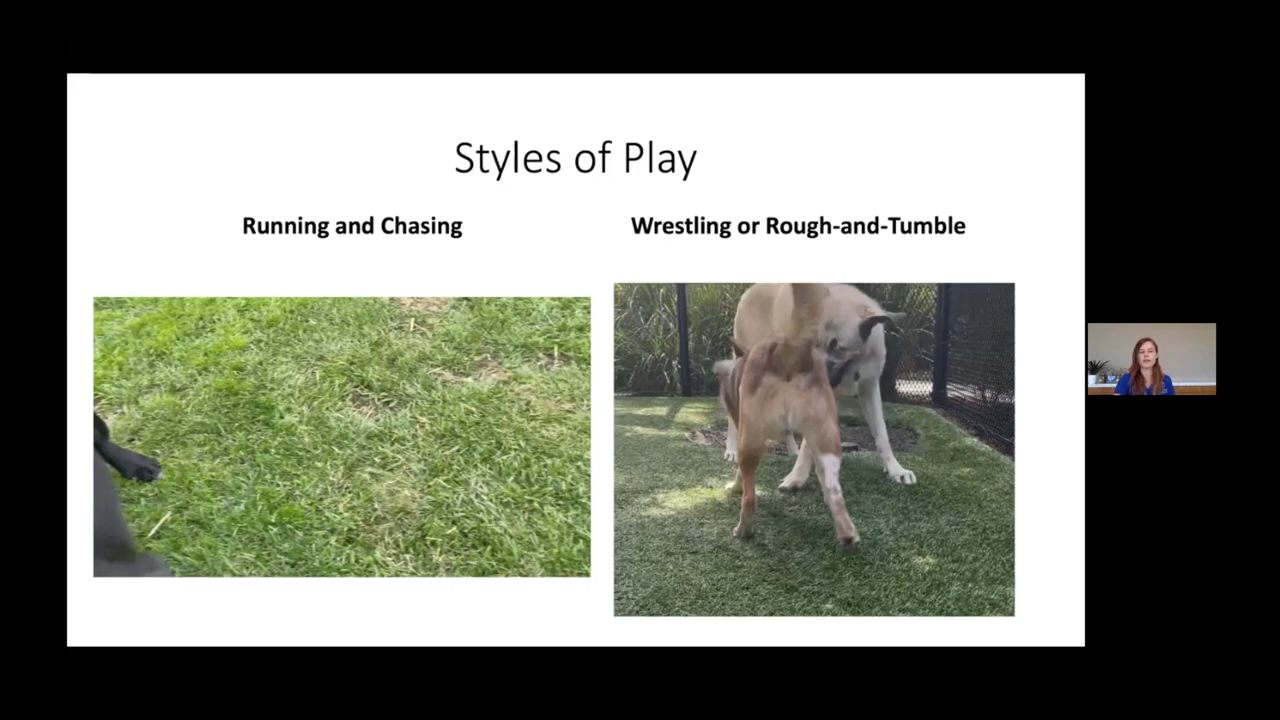 Styles of Play
Running and Chasing
Wrestling or Rough-and-Tumble